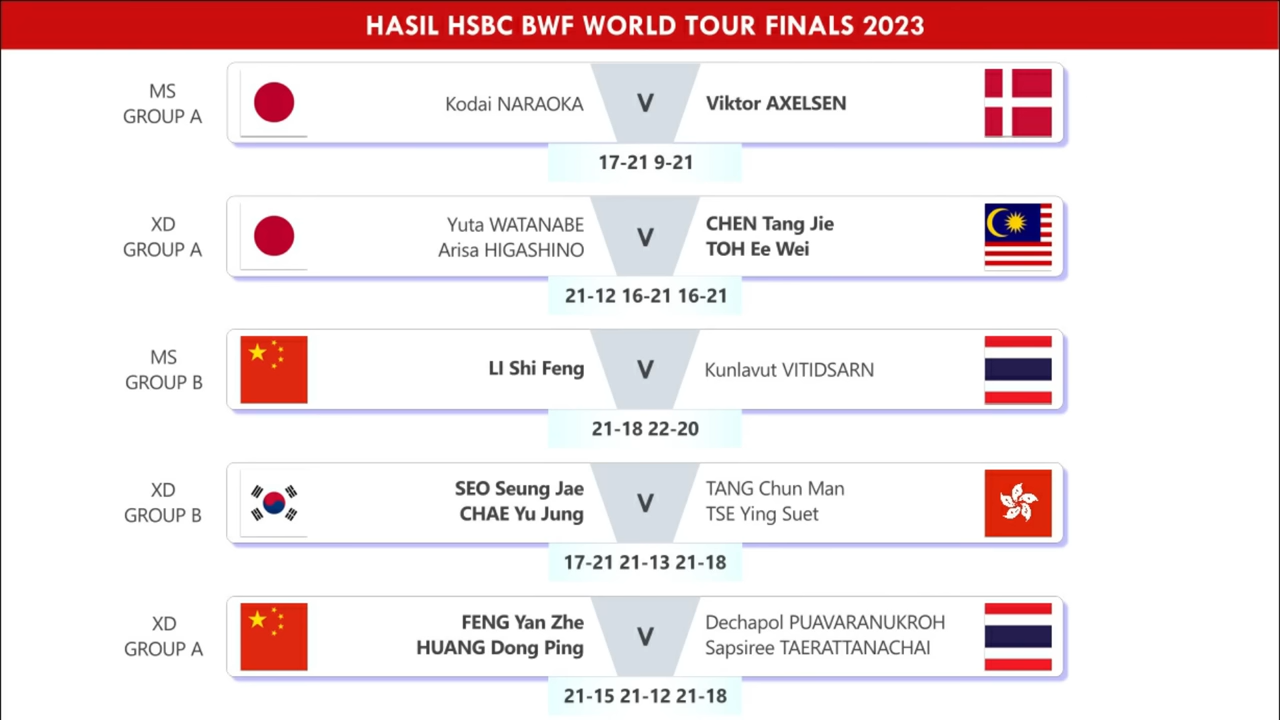 HASIL HSBC BWF WORLD TOUR FINALS 2023
MS
GROUP A
Kodai NARAOKA
V
Viktor AXELSEN
17-21 9-21
XD
GROUP A
Yuta WATANABE
Arisa HIGASHINO
V
CHEN Tang Jie
TOH Ee Wei
21-12 16-21 16-21
MS
GROUP B
LI Shi Feng
V
Kunlavut VITIDSARN
21-18 22-20
XD
GROUP B
SEO Seung Jae
CHAE Yu Jung
V
TANG Chun Man
TSE Ying Suet
17-21 21-13 21-18
XD
GROUP A
FENG Yan Zhe
HUANG Dong Ping
V
Dechapol PUAVARANUKROH
Sapsiree TAERATTANACHAI
21-15 21-12 21-18